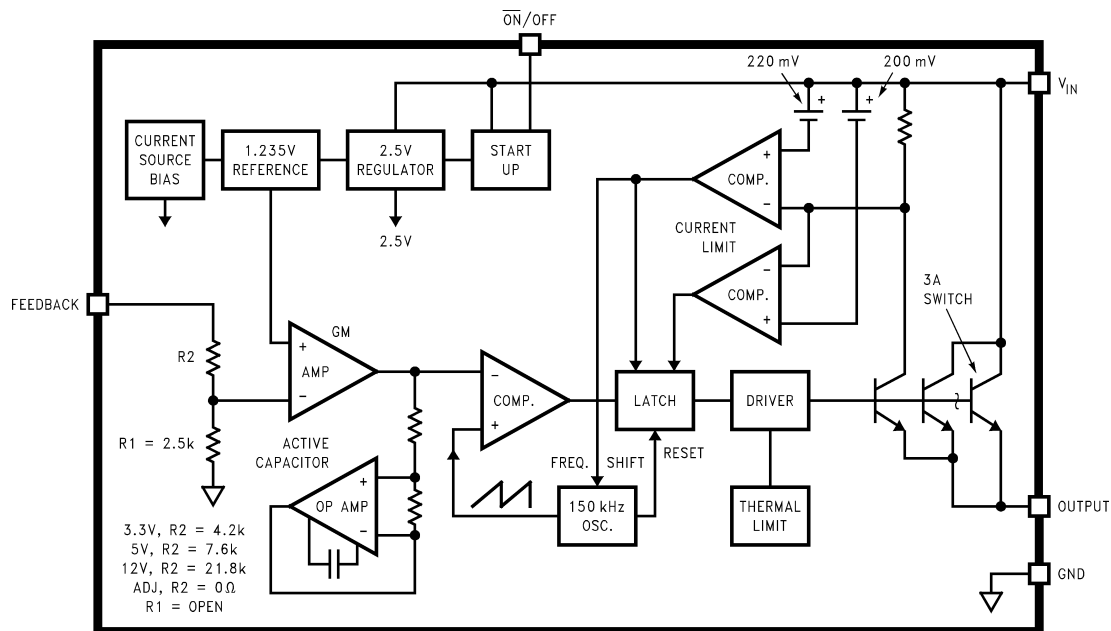 ON/OFF
220 mV
200 mV
+
+
VIN
CURRENT
SOURCE
BIAS
1.235V
REFERENCE
2.5V
REGULATOR
START
UP
+
COMP.
−
2.5V
CURRENT
LIMIT
−
COMP.
+
3A
SWITCH
FEEDBACK
GM
R2
+
AMP
−
−
COMP.
+
LATCH
DRIVER
R1 = 2.5k
ACTIVE
CAPACITOR
FREQ. SHIFT
RESET
+
OP AMP
−
150 kHz
OSC.
THERMAL
LIMIT
OUTPUT
3.3V, R2 = 4.2k
5V, R2 = 7.6k
12V, R2 = 21.8k
ADJ, R2 = 0Ω
R1 = OPEN
GND